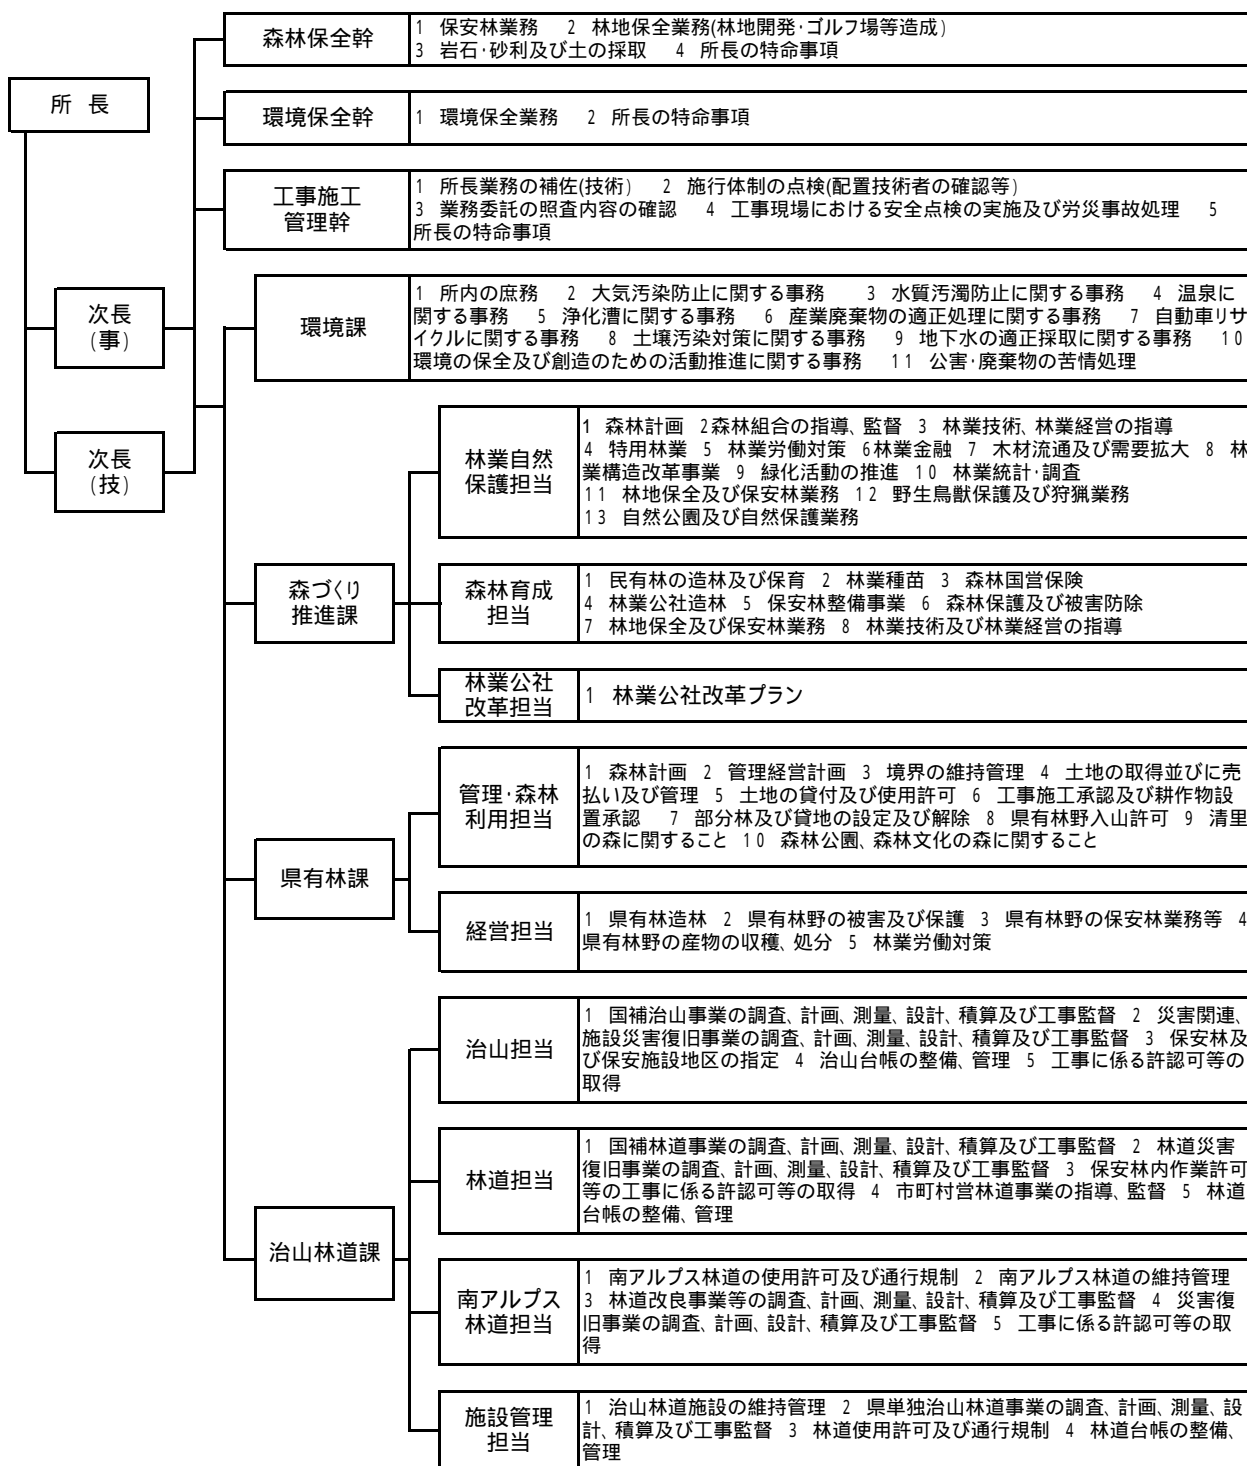 所 長
次長
(事)
次長
(技)
森林保全幹
1 保安林業務 2 林地保全業務(林地開発・ゴルフ場等造成)
3 岩石・砂利及び土の採取 4 所長の特命事項
環境保全幹
1 環境保全業務 2 所長の特命事項
工事施工
管理幹
1 所長業務の補佐(技術) 2 施行体制の点検(配置技術者の確認等)
3 業務委託の照査内容の確認 4 工事現場における安全点検の実施及び労災事故処理 5
所長の特命事項
環境課
1 所内の庶務 2 大気汚染防止に関する事務 3 水質汚濁防止に関する事務 4 温泉に
関する事務 5 浄化漕に関する事務 6 産業廃棄物の適正処理に関する事務 7 自動車リサ
イクルに関する事務 8 土壌汚染対策に関する事務 9 地下水の適正採取に関する事務 10
環境の保全及び創造のための活動推進に関する事務 11 公害・廃棄物の苦情処理
森づくり
推進課
林業自然
保護担当
1 森林計画 2森林組合の指導、監督 3 林業技術、林業経営の指導
4 特用林業 5 林業労働対策 6林業金融 7 木材流通及び需要拡大 8 林
業構造改革事業 9 緑化活動の推進 10 林業統計・調査
11 林地保全及び保安林業務 12 野生鳥獣保護及び狩猟業務
13 自然公園及び自然保護業務
森林育成
担当
1 民有林の造林及び保育 2 林業種苗 3 森林国営保険
4 林業公社造林 5 保安林整備事業 6 森林保護及び被害防除
7 林地保全及び保安林業務 8 林業技術及び林業経営の指導
林業公社
改革担当
1 林業公社改革プラン
県有林課
管理・森林
利用担当
1 森林計画 2 管理経営計画 3 境界の維持管理 4 土地の取得並びに売
払い及び管理 5 土地の貸付及び使用許可 6 工事施工承認及び耕作物設
置承認 7 部分林及び貸地の設定及び解除 8 県有林野入山許可 9 清里
の森に関すること 10 森林公園、森林文化の森に関すること
経営担当
1 県有林造林 2 県有林野の被害及び保護 3 県有林野の保安林業務等 4
県有林野の産物の収穫、処分 5 林業労働対策
治山林道課
治山担当
1 国補治山事業の調査、計画、測量、設計、積算及び工事監督 2 災害関連、
施設災害復旧事業の調査、計画、測量、設計、積算及び工事監督 3 保安林及
び保安施設地区の指定 4 治山台帳の整備、管理 5 工事に係る許認可等の
取得
林道担当
1 国補林道事業の調査、計画、測量、設計、積算及び工事監督 2 林道災害
復旧事業の調査、計画、測量、設計、積算及び工事監督 3 保安林内作業許可
等の工事に係る許認可等の取得 4 市町村営林道事業の指導、監督 5 林道
台帳の整備、管理
南アルプス
林道担当
1 南アルプス林道の使用許可及び通行規制 2 南アルプス林道の維持管理
3 林道改良事業等の調査、計画、測量、設計、積算及び工事監督 4 災害復
旧事業の調査、計画、設計、積算及び工事監督 5 工事に係る許認可等の取
得
施設管理
担当
1 治山林道施設の維持管理 2 県単独治山林道事業の調査、計画、測量、設
計、積算及び工事監督 3 林道使用許可及び通行規制 4 林道台帳の整備、
管理